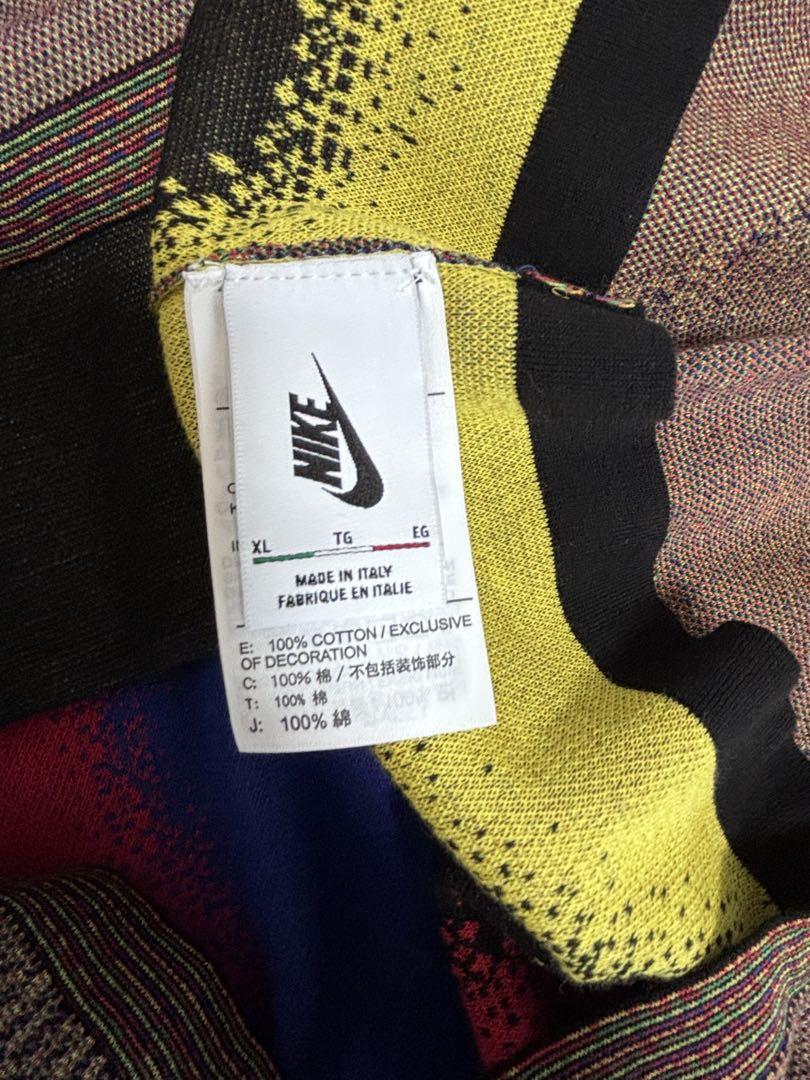 NIKE
XL TG EG
MADE IN ITALY
FABRIQUE EN ITALIE
E: 100% COTTON / EXCLUSIVE
OF DECORATION
C: 100% 棉 / 不包括装饰部分
T: 100% 棉
J: 100% 綿